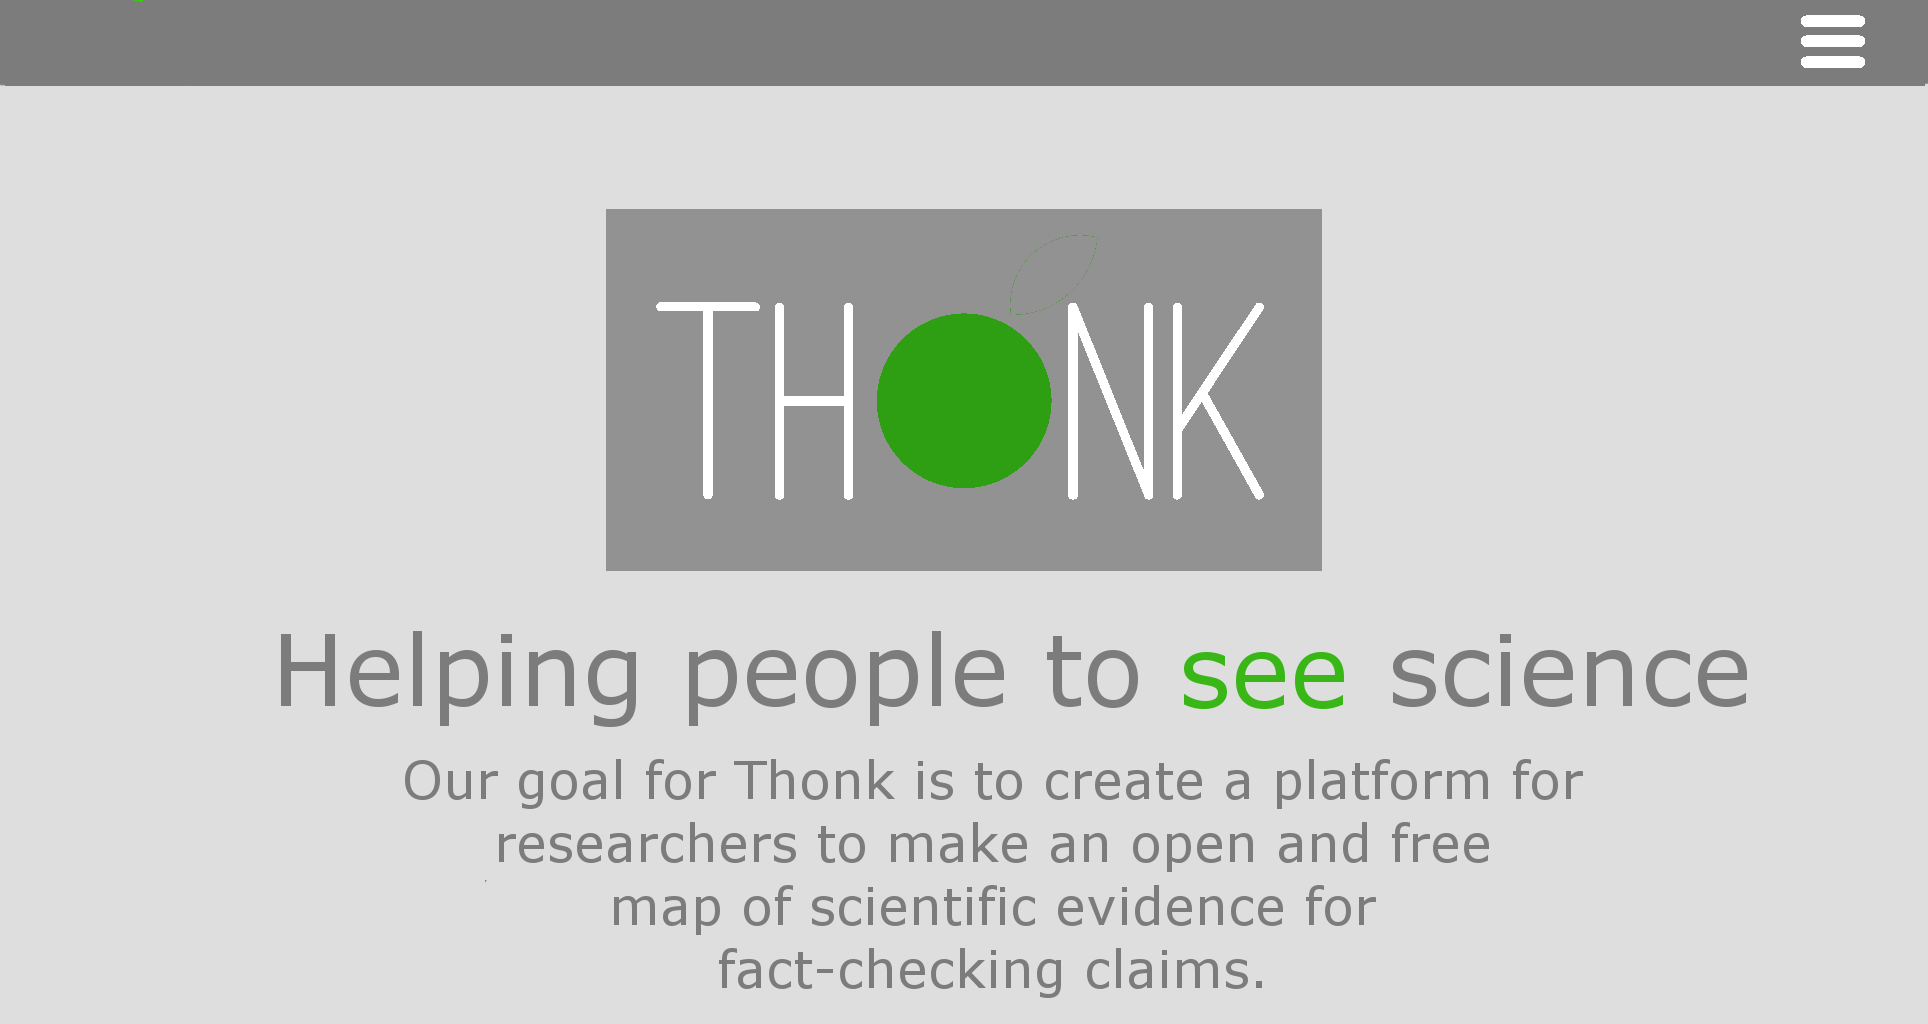 THONK
Helping people to see science
Our goal for Thonk is to create a platform for
researchers to make an open and free
map of scientific evidence for
fact-checking claims.